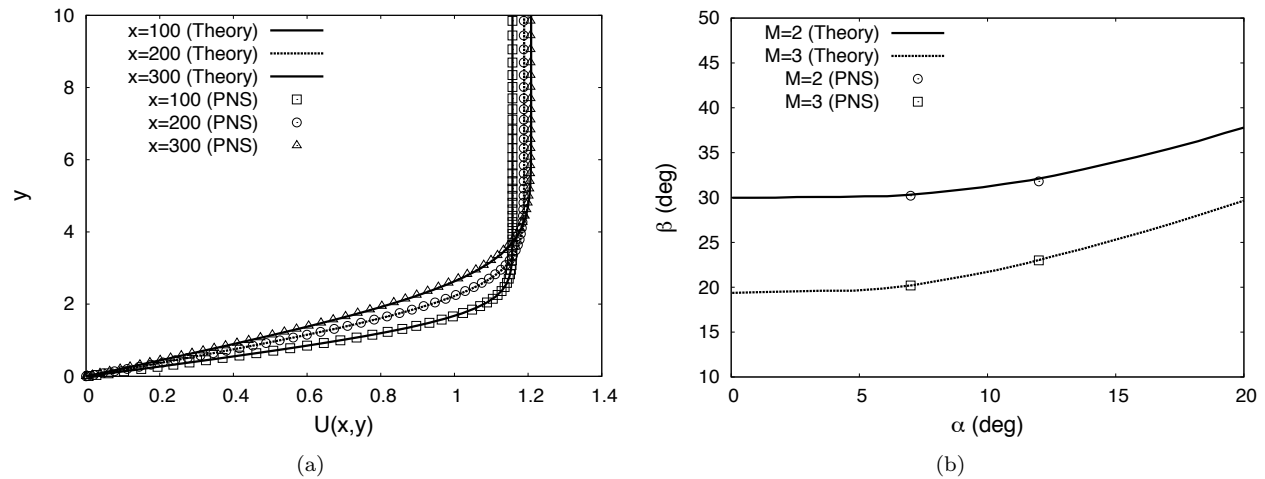 x=100 (Theory)
x=200 (Theory)
x=300 (Theory)
x=100 (PNS)
x=200 (PNS)
x=300 (PNS)
10
8
6
4
2
0
y
0 0.2 0.4 0.6 0.8 1 1.2 1.4
U(x,y)
(a)
M=2 (Theory)
M=3 (Theory)
M=2 (PNS)
M=3 (PNS)
50
45
40
35
30
25
20
15
10
β (deg)
0 5 10 15 20
α (deg)
(b)